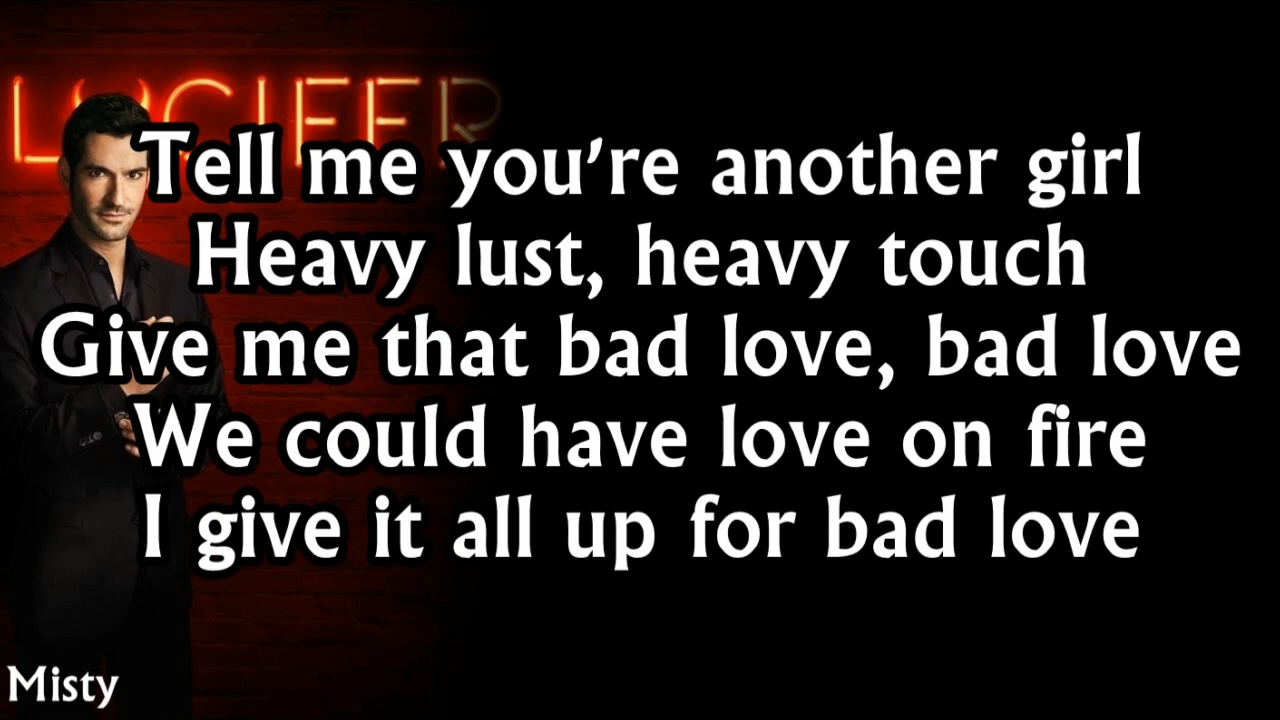 LUCIFER
Tell me you're another girl
Heavy lust, heavy touch
Give me that bad love, bad love
We could have love on fire
I give it all up for bad love
Misty